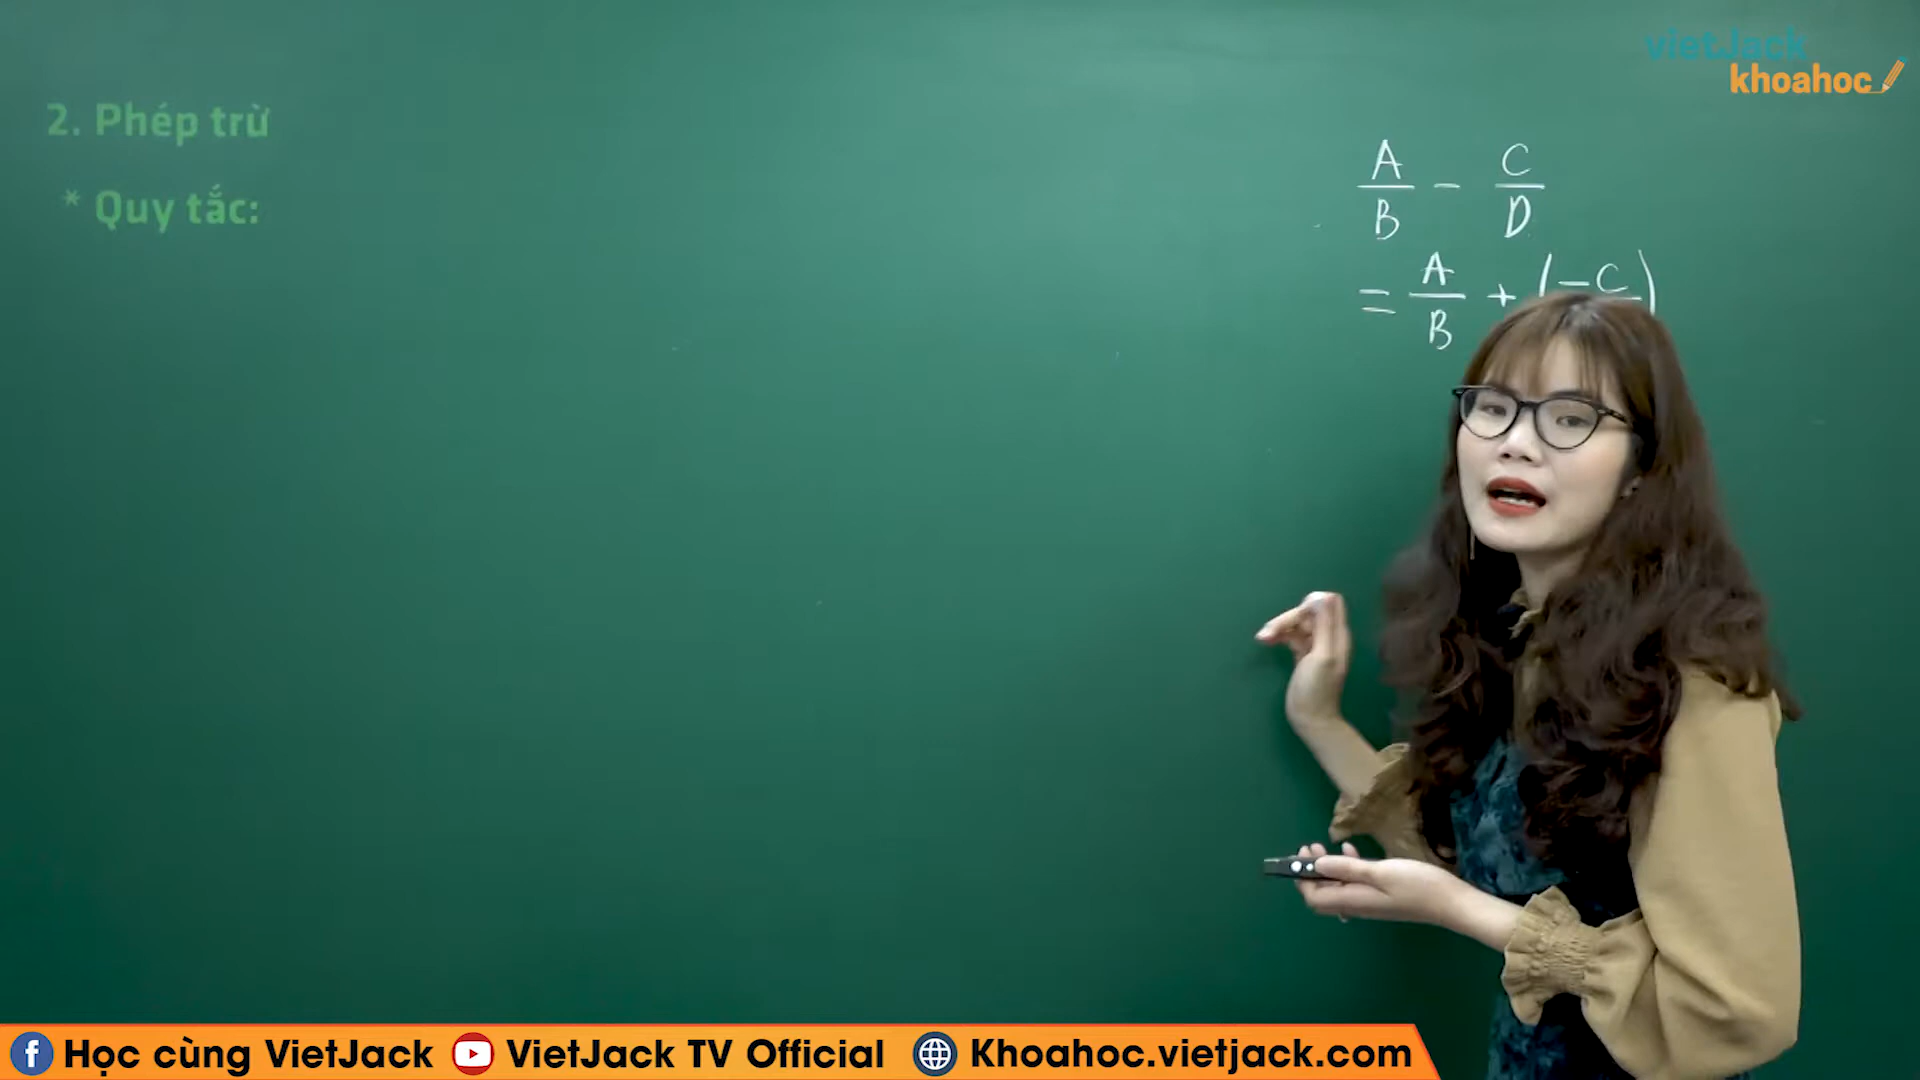 vietJack
khoahoc
2. Phép trừ
* Quy tắc:
A/B - C/D
= A/B + (-C
Học cùng VietJack VietJack TV Official Khoahoc.vietjack.com